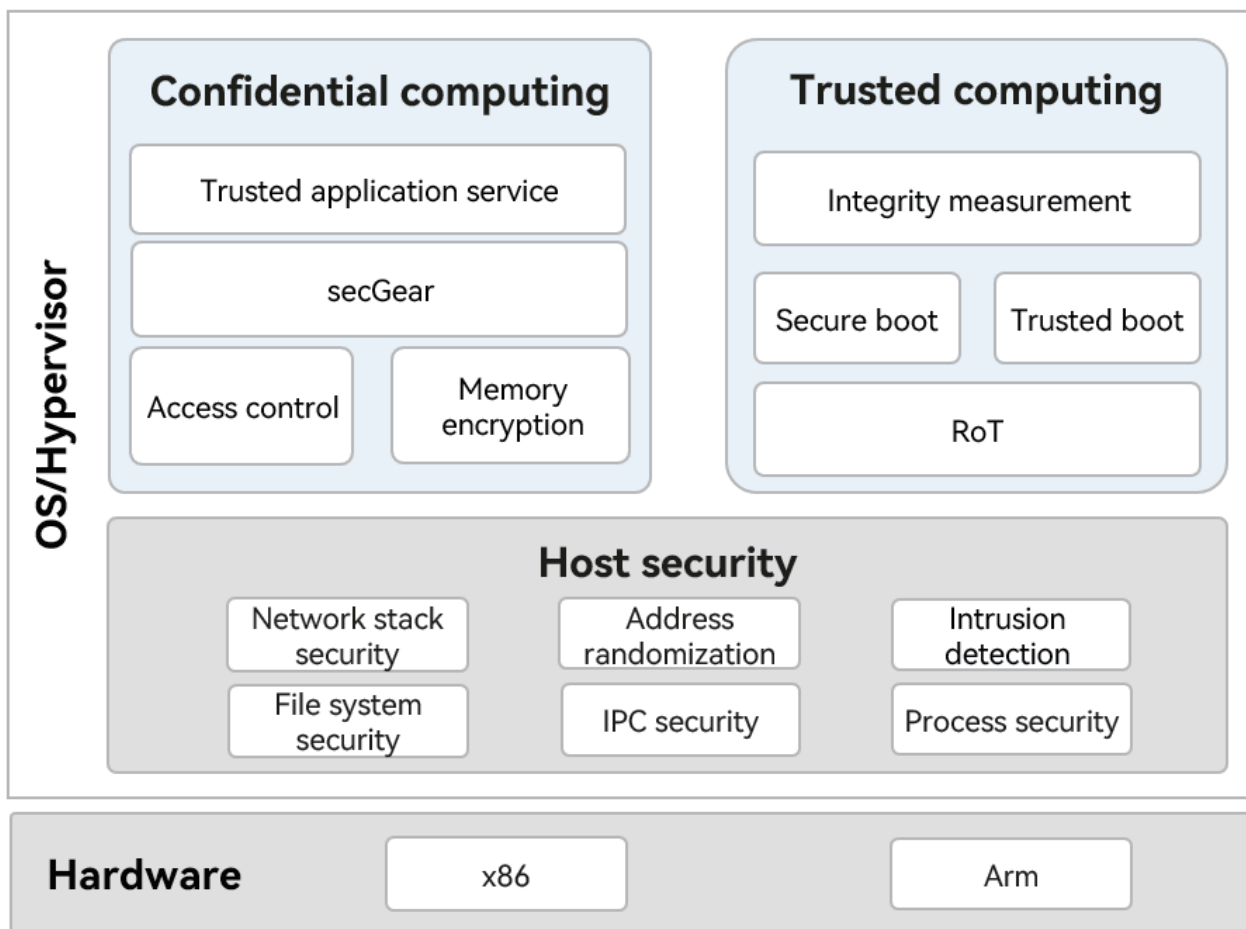 OS/Hypervisor
Confidential computing
Trusted application service
secGear
Access control
Memory
encryption
Trusted computing
Integrity measurement
Secure boot
Trusted boot
RoT
Host security
Network stack
security
Address
randomization
Intrusion
detection
File system
security
IPC security
Process security
Hardware
x86
Arm